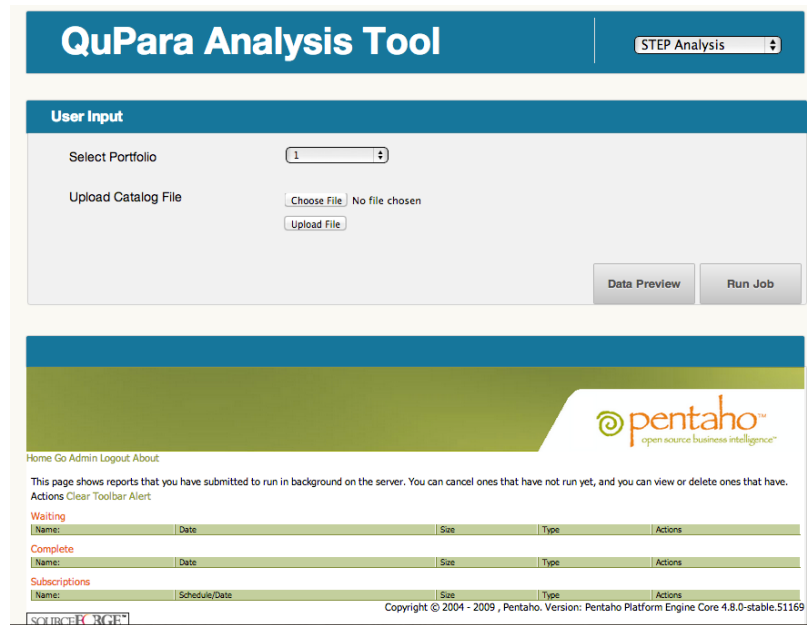 QuPara Analysis Tool
STEP Analysis
User Input
Select Portfolio
1
Upload Catalog File
Choose File No file chosen
Upload File
Data Preview
Run Job
pentaho™
open source business intelligence™
Home Go Admin Logout About
This page shows reports that you have submitted to run in background on the server. You can cancel ones that have not run yet, and you can view or delete ones that have.
Actions Clear Toolbar Alert
Waiting
Name: Date Size Type Actions
Complete
Name: Date Size Type Actions
Subscriptions
Name: Schedule/Date Size Type Actions
Copyright © 2004 - 2009 , Pentaho. Version: Pentaho Platform Engine Core 4.8.0-stable.51169
SOURCEFORGE™